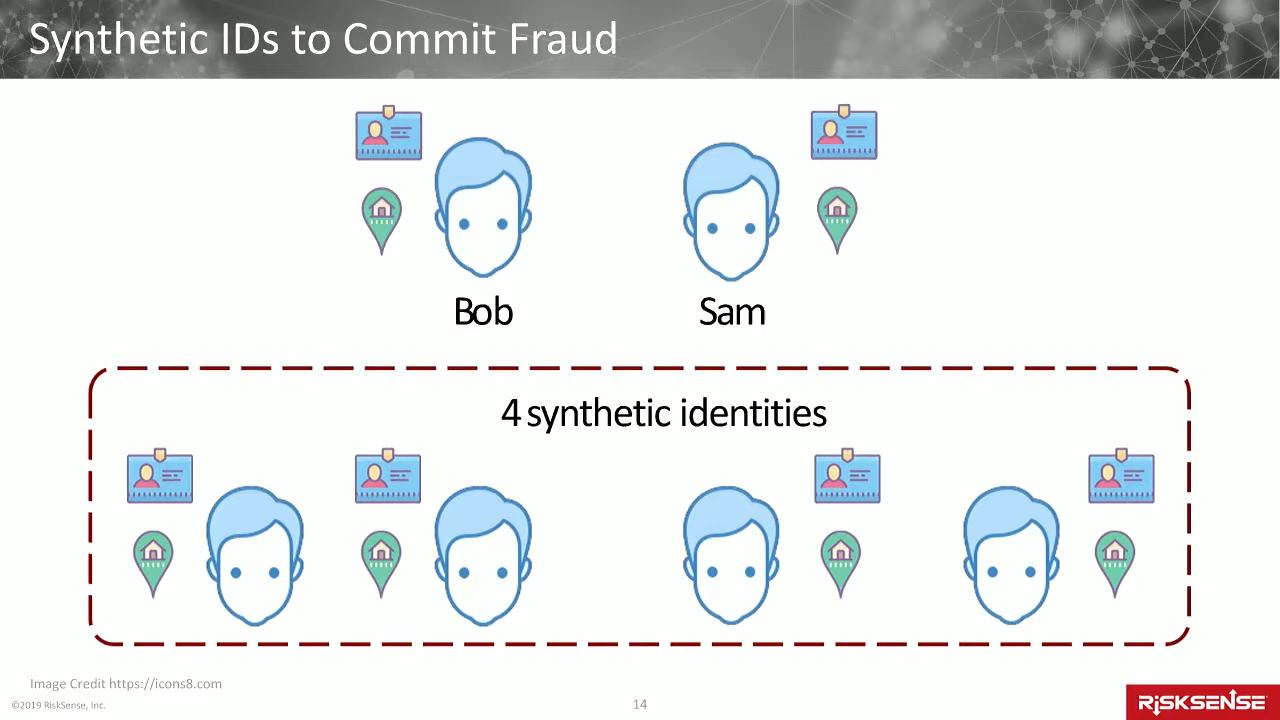 Synthetic IDs to Commit Fraud
Bob
Sam
4 synthetic identities
Image Credit https://icons8.com
©2019 RiskSense, Inc.
14
RISKSENSE